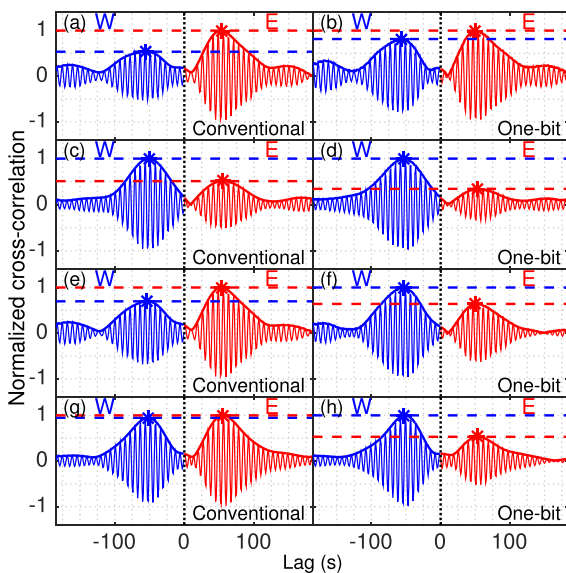 (a) W E (b) W E
1
0
-1
Conventional One-bit
(c) W E (d) W E
1
0
-1
Conventional One-bit
(e) W E (f) W E
1
0
-1
Conventional One-bit
(g) W E (h) W E
1
0
-1
Conventional One-bit
-100 0 100 -100 0 100
Lag (s)
Normalized cross-correlation